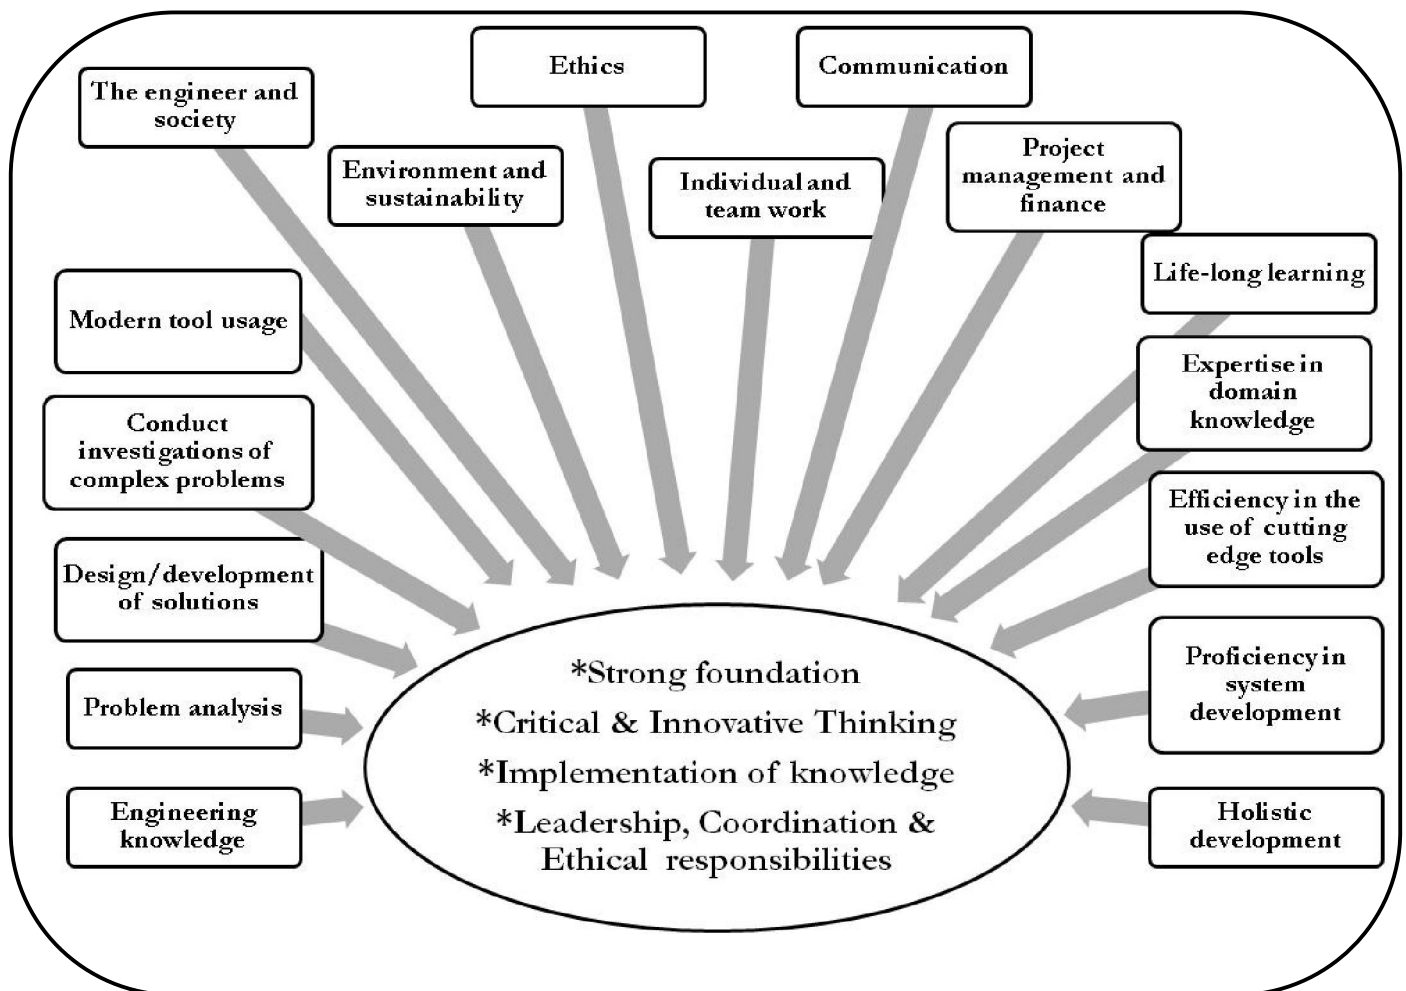 Ethics
Communication
The engineer and
society
Environment and
sustainability
Individual and
team work
Project
management and
finance
Life-long learning
Modern tool usage
Expertise in
domain
knowledge
Conduct
investigations of
complex problems
Efficiency in the
use of cutting
edge tools
Design/development
of solutions
Proficiency in
system
development
Problem analysis
Engineering
knowledge
Holistic
development
*Strong foundation
*Critical & Innovative Thinking
*Implementation of knowledge
*Leadership, Coordination &
Ethical responsibilities